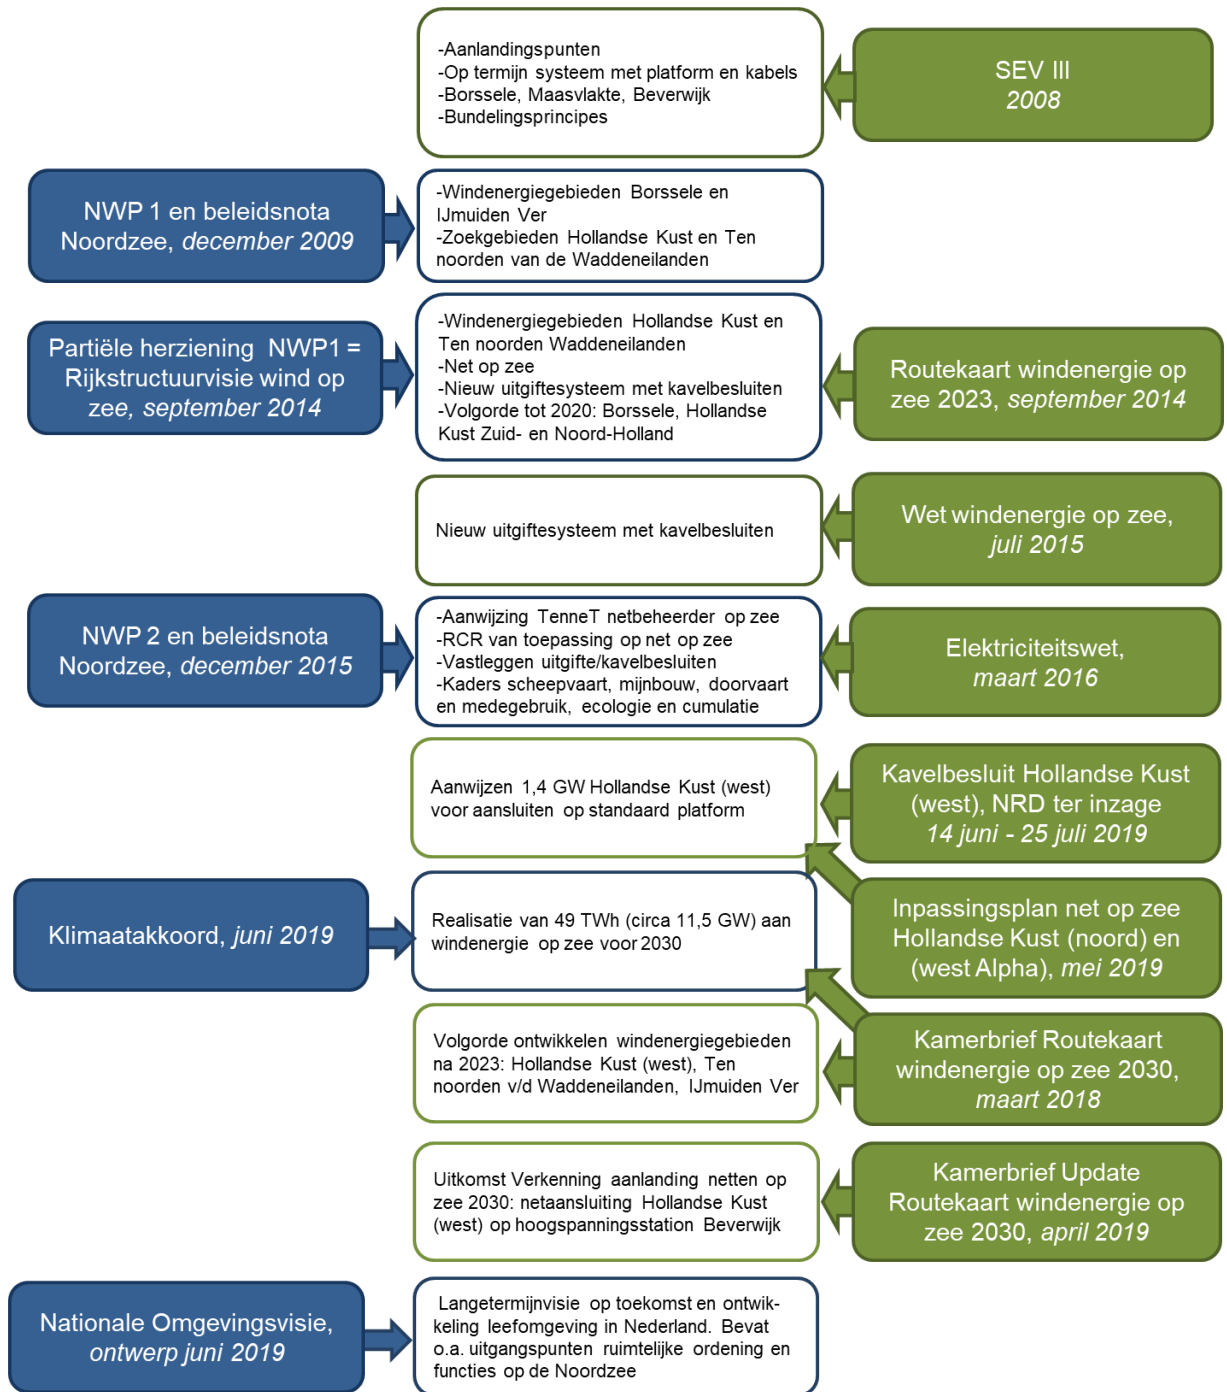 -Aanlandingspunten
-Op termijn systeem met platform en kabels
-Borssele, Maasvlakte, Beverwijk
-Bundelingsprincipes
SEV III
2008
NWP 1 en beleidsnota
Noordzee, december 2009
-Windenergiegebieden Borssele en
IJmuiden Ver
-Zoekgebieden Hollandse Kust en Ten
noorden van de Waddeneilanden
Partiële herziening NWP1 =
Rijkstructuurvisie wind op
zee, september 2014
-Windenergiegebieden Hollandse Kust en
Ten noorden Waddeneilanden
-Net op zee
-Nieuw uitgiftesysteem met kavelbesluiten
-Volgorde tot 2020: Borssele, Hollandse
Kust Zuid- en Noord-Holland
Routekaart windenergie op
zee 2023, september 2014
Nieuw uitgiftesysteem met kavelbesluiten
Wet windenergie op zee,
juli 2015
NWP 2 en beleidsnota
Noordzee, december 2015
-Aanwijzing TenneT netbeheerder op zee
-RCR van toepassing op net op zee
-Vastleggen uitgifte/kavelbesluiten
-Kaders scheepvaart, mijnbouw, doorvaart
en medegebruik, ecologie en cumulatie
Elektriciteitswet,
maart 2016
Aanwijzen 1,4 GW Hollandse Kust (west)
voor aansluiten op standaard platform
Kavelbesluit Hollandse Kust
(west), NRD ter inzage
14 juni - 25 juli 2019
Klimaatakkoord, juni 2019
Realisatie van 49 TWh (circa 11,5 GW) aan
windenergie op zee voor 2030
Inpassingsplan net op zee
Hollandse Kust (noord) en
(west Alpha), mei 2019
Volgorde ontwikkelen windenergiegebieden
na 2023: Hollandse Kust (west), Ten
noorden v/d Waddeneilanden, IJmuiden Ver
Kamerbrief Routekaart
windenergie op zee 2030,
maart 2018
Uitkomst Verkenning aanlanding netten op
zee 2030: netaansluiting Hollandse Kust
(west) op hoogspanningsstation Beverwijk
Kamerbrief Update
Routekaart windenergie op
zee 2030, april 2019
Nationale Omgevingsvisie,
ontwerp juni 2019
Langetermijnvisie op toekomst en ontwik-
keling leefomgeving in Nederland. Bevat
o.a. uitgangspunten ruimtelijke ordening en
functies op de Noordzee